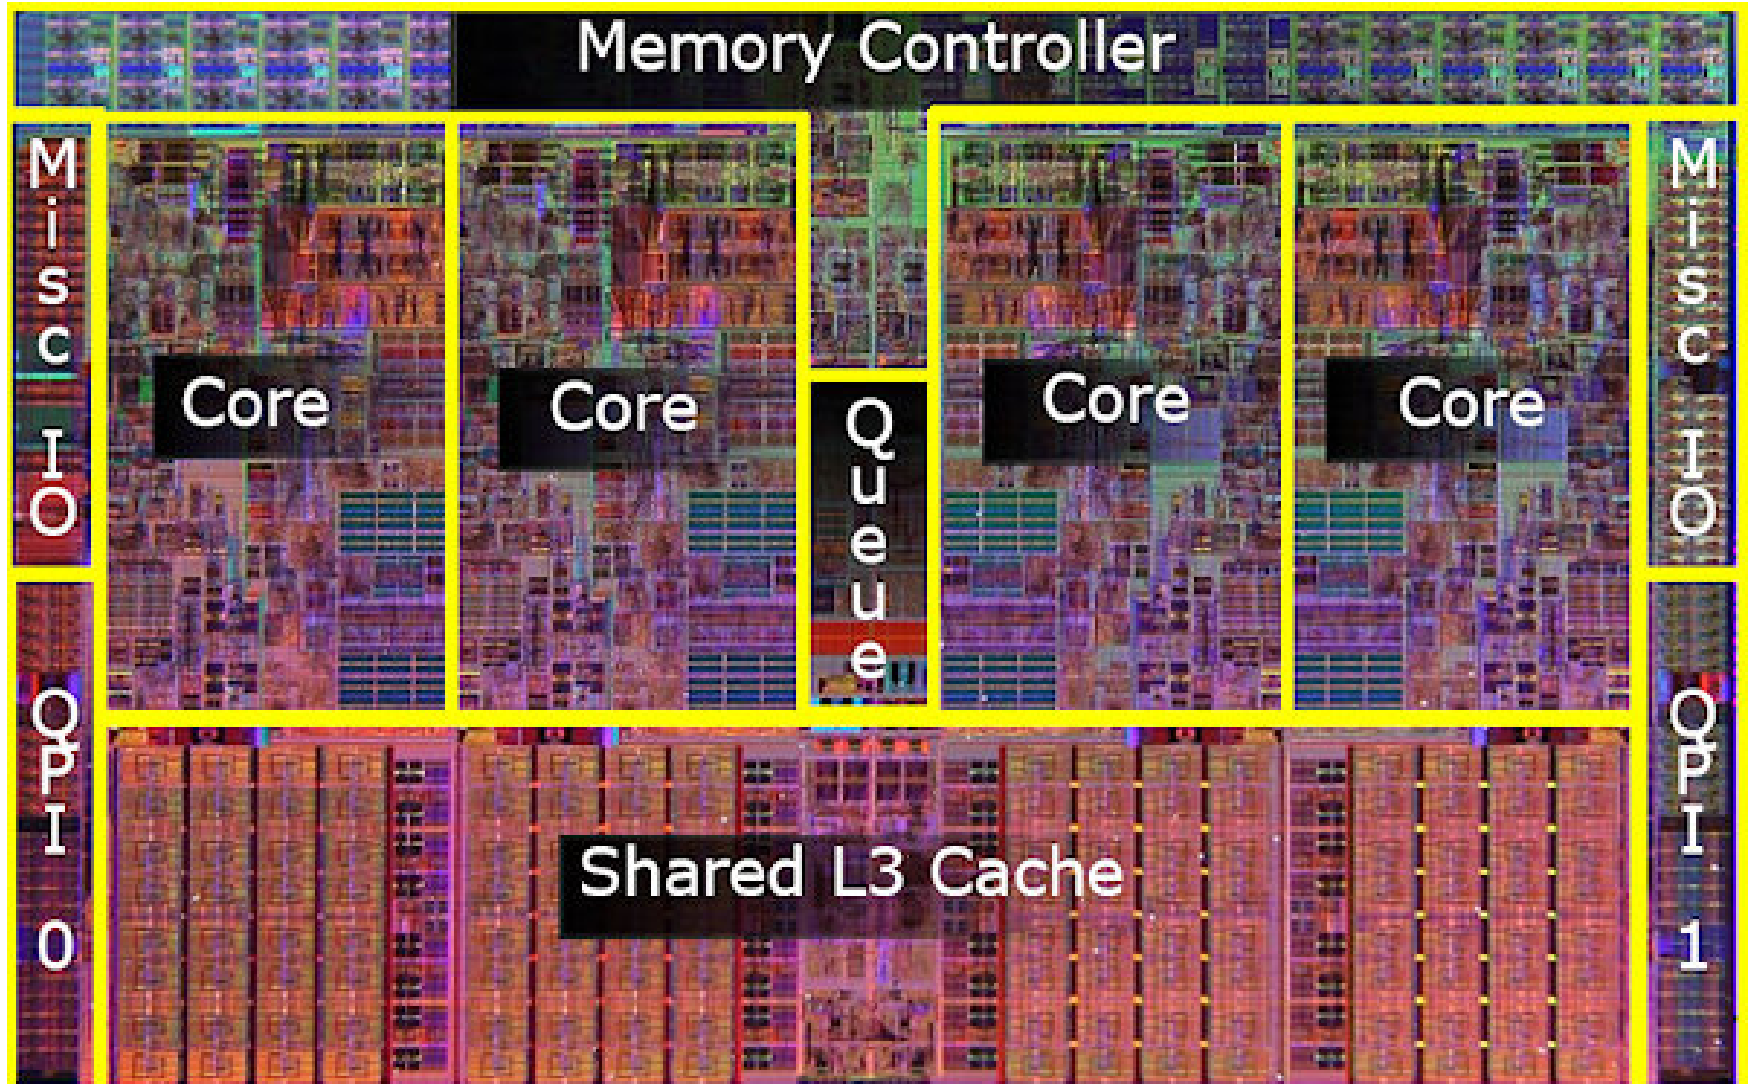 Memory Controller
Misc IO
Core
Core
Queue
Core
Core
Misc IO
QPI 0
Shared L3 Cache
QPI 1